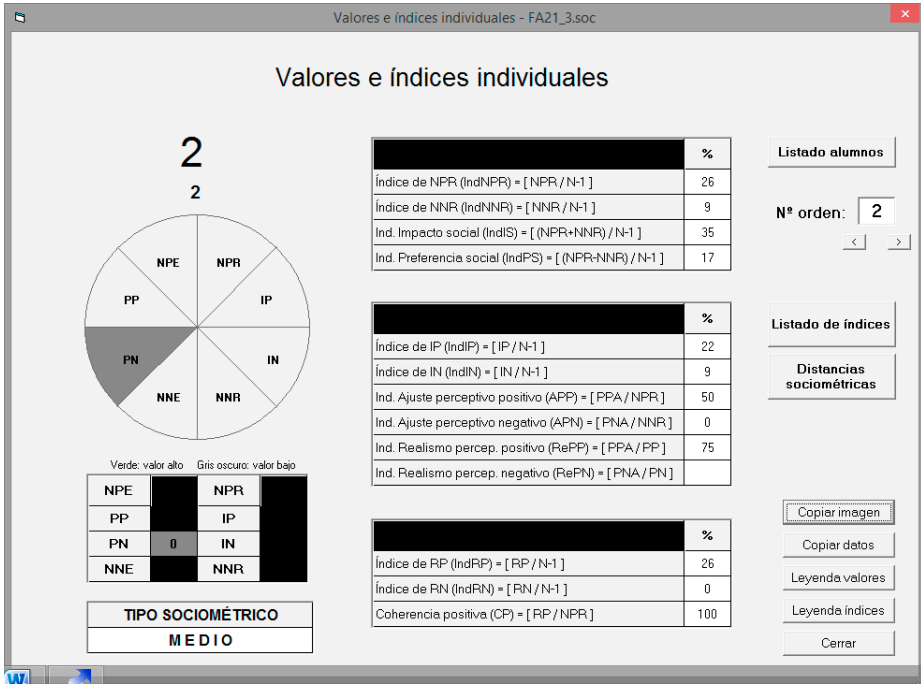 Valores e índices individuales - FA21_3.soc
Valores e índices individuales
2
2
NPE
NPR
PP
IP
PN
IN
NNE
NNR
Verde: valor alto Gris oscuro: valor bajo
NPE NPR
PP IP
PN 0 IN
NNE NNR
TIPO SOCIOMÉTRICO
MEDIO
%
Índice de NPR (IndNPR) = [ NPR / N-1 ] 26
Índice de NNR (IndNNR) = [ NNR / N-1 ] 9
Ind. Impacto social (IndIS) = [ (NPR+NNR) / N-1 ] 35
Ind. Preferencia social (IndPS) = [ (NPR-NNR) / N-1 ] 17
%
Índice de IP (IndIP) = [ IP / N-1 ] 22
Índice de IN (IndIN) = [ IN / N-1 ] 9
Ind. Ajuste perceptivo positivo (APP) = [ PPA / NPR ] 50
Ind. Ajuste perceptivo negativo (APN) = [ PNA / NNR ] 0
Ind. Realismo percep. positivo (RePP) = [ PPA / PP ] 75
Ind. Realismo percep. negativo (RePN) = [ PNA / PN ]
%
Índice de RP (IndRP) = [ RP / N-1 ] 26
Índice de RN (IndRN) = [ RN / N-1 ] 0
Coherencia positiva (CP) = [ RP / NPR ] 100
Listado alumnos
Nº orden: 2
< >
Listado de índices
Distancias
sociométricas
Copiar imagen
Copiar datos
Leyenda valores
Leyenda índices
Cerrar
W